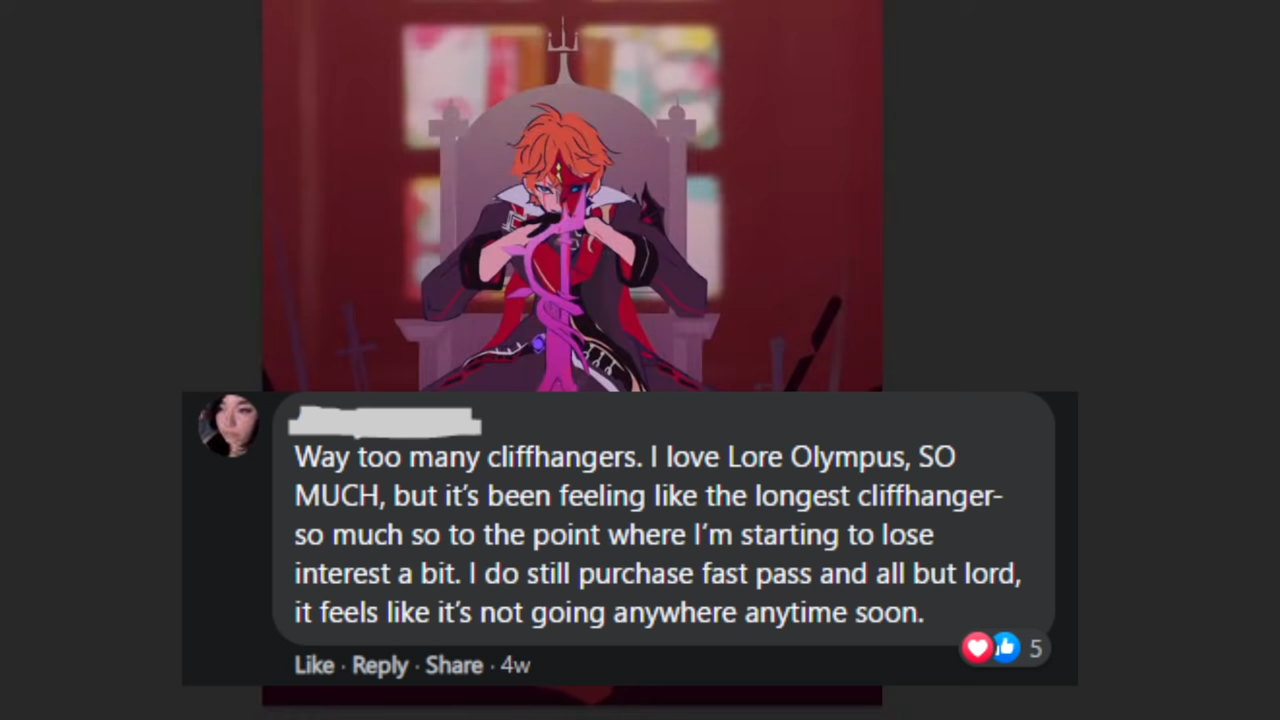 Way too many cliffhangers. I love Lore Olympus, SO
MUCH, but it's been feeling like the longest cliffhanger-
so much so to the point where I'm starting to lose
interest a bit. I do still purchase fast pass and all but lord,
it feels like it's not going anywhere anytime soon.
Like · Reply · Share · 4w
5